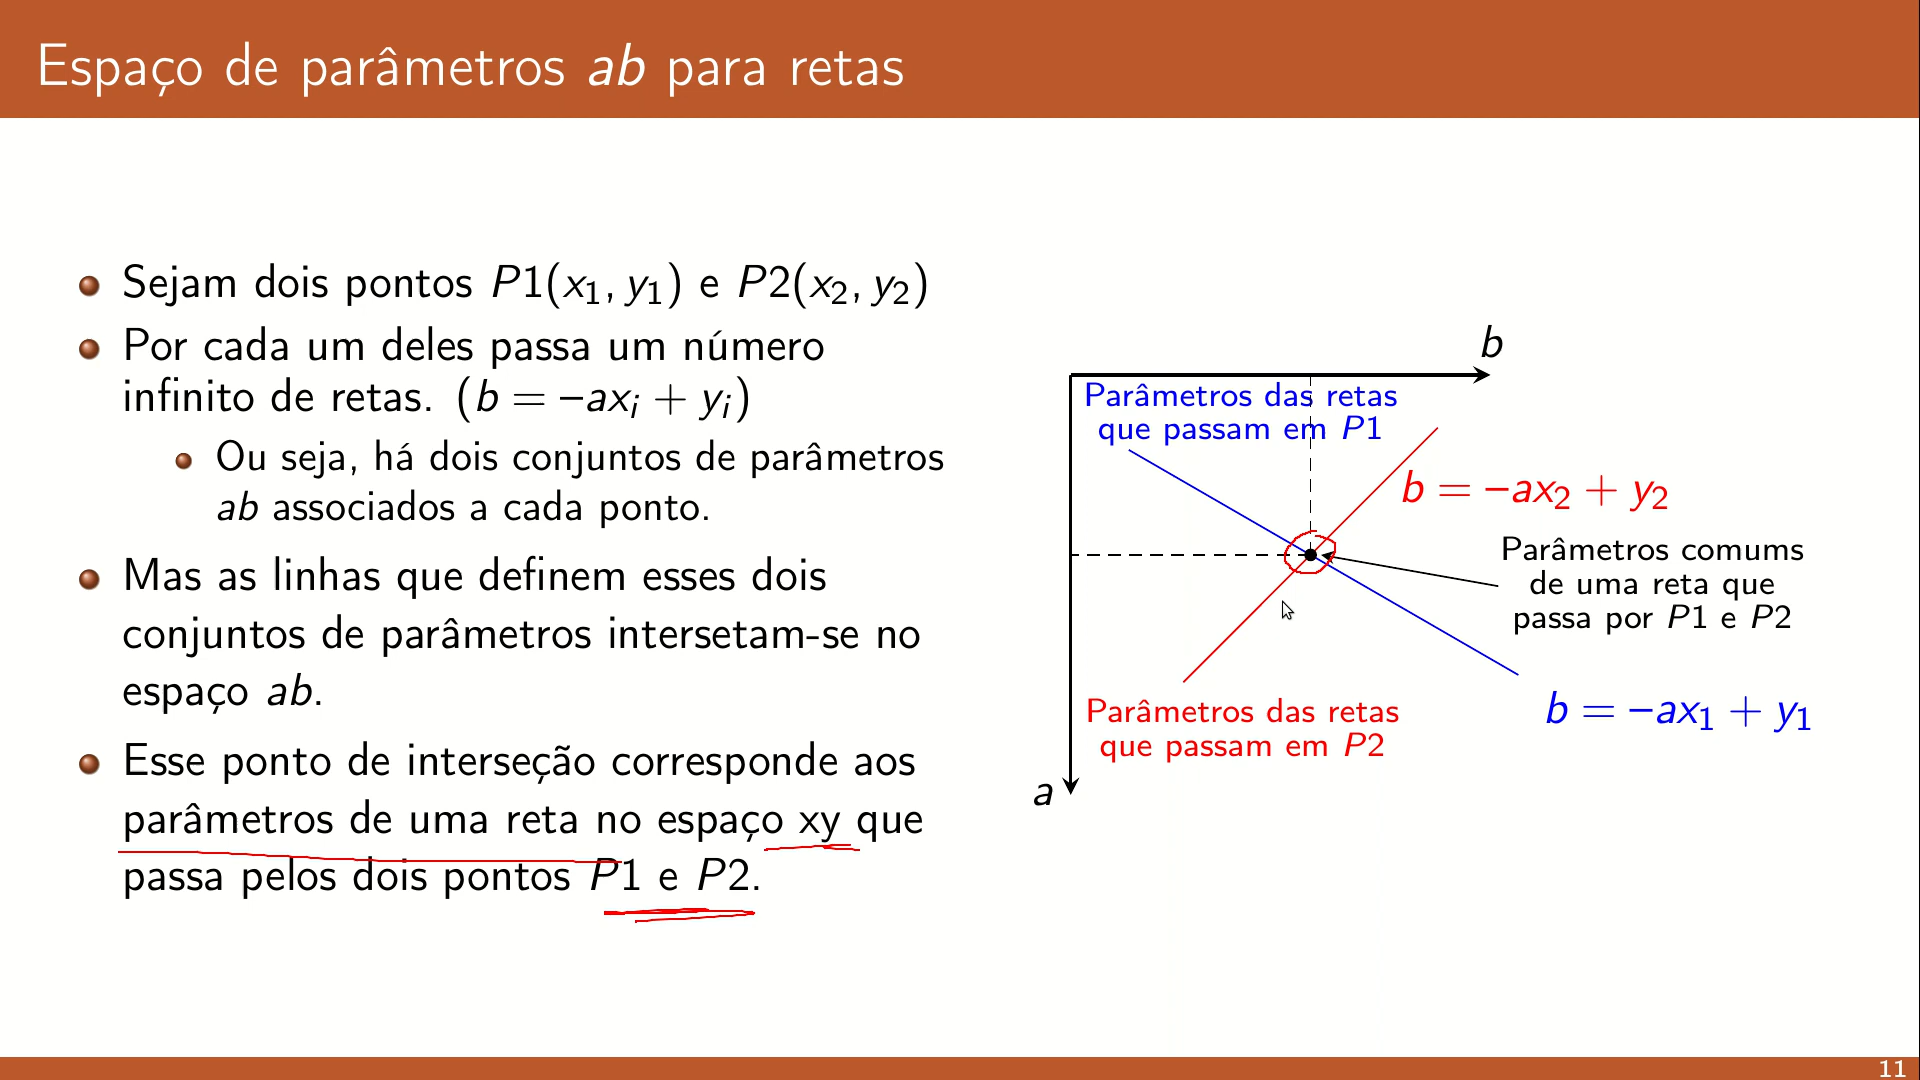 Espaço de parâmetros ab para retas
Sejam dois pontos P1(x₁, y₁) e P2(x₂, y₂)
Por cada um deles passa um número
infinito de retas. (b = −axᵢ + yᵢ)
Ou seja, há dois conjuntos de parâmetros
ab associados a cada ponto.
Mas as linhas que definem esses dois
conjuntos de parâmetros intersetam-se no
espaço ab.
Esse ponto de interseção corresponde aos
parâmetros de uma reta no espaço xy que
passa pelos dois pontos P1 e P2.
b
Parâmetros das retas
que passam em P1
b = −ax₂ + y₂
Parâmetros comums
de uma reta que
passa por P1 e P2
Parâmetros das retas
que passam em P2
b = −ax₁ + y₁
a
11